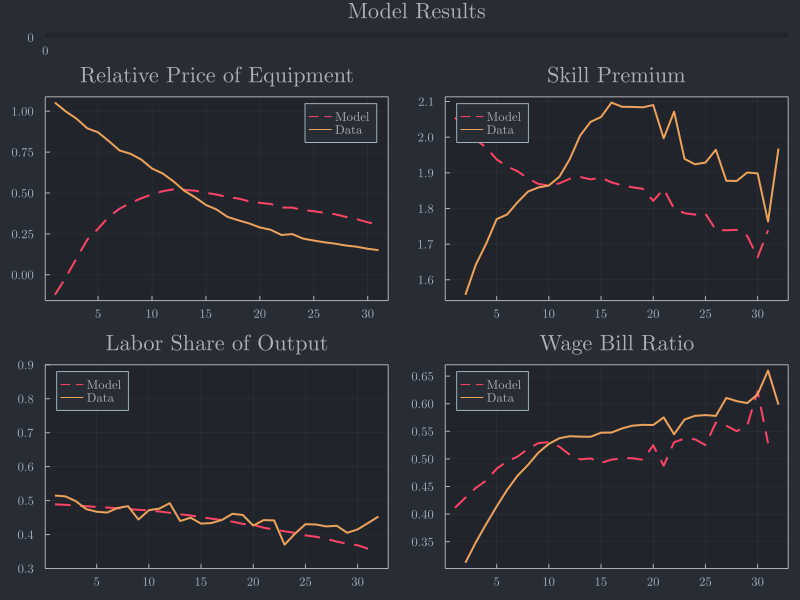 Model Results
0
0
Relative Price of Equipment
1.00
0.75
0.50
0.25
0.00
Model
Data
5 10 15 20 25 30
Skill Premium
2.1
2.0
1.9
1.8
1.7
1.6
Model
Data
5 10 15 20 25 30
Labor Share of Output
0.9
0.8
0.7
0.6
0.5
0.4
0.3
Model
Data
5 10 15 20 25 30
Wage Bill Ratio
0.65
0.60
0.55
0.50
0.45
0.40
0.35
Model
Data
5 10 15 20 25 30